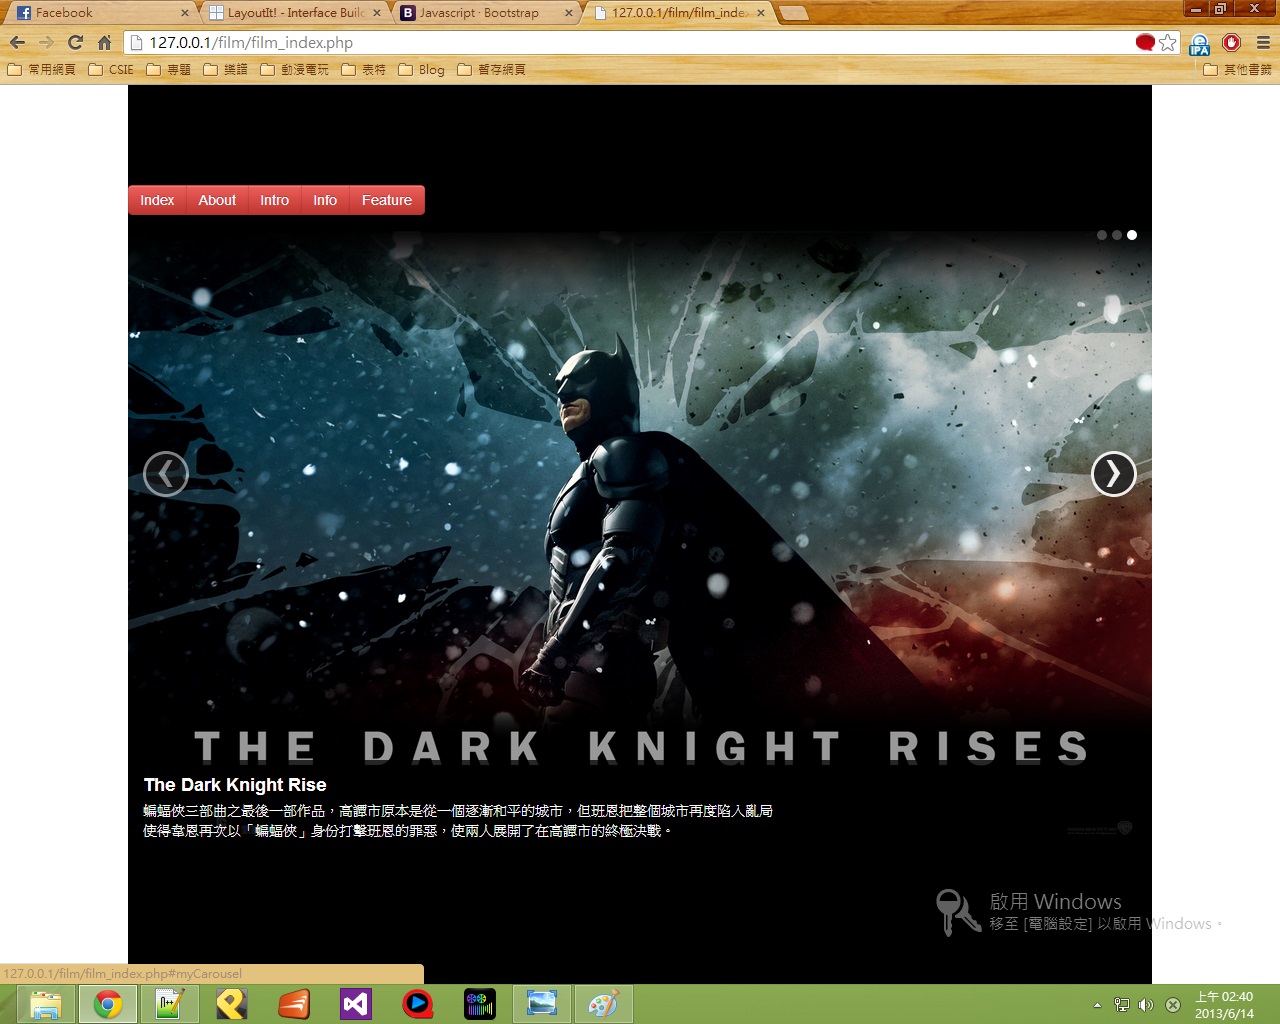 Facebook
LayoutIt! - Interface Builc
Javascript · Bootstrap
127.0.0.1/film/film_index
127.0.0.1/film/film_index.php
IPA
常用網頁
CSIE
專題
樂譜
動漫電玩
表特
Blog
暫存網頁
其他書籤
Index
About
Intro
Info
Feature
THE DARK KNIGHT RISES
The Dark Knight Rise
蝙蝠俠三部曲之最後一部作品，高譚市原本是從一個逐漸和平的城市，但班恩把整個城市再度陷入亂局
使得韋恩再次以「蝙蝠俠」身份打擊班恩的罪惡，使兩人展開了在高譚市的終極決戰。
啟用 Windows
移至 [電腦設定] 以啟用 Windows。
127.0.0.1/film/film_index.php#myCarousel
上午 02:40
2013/6/14